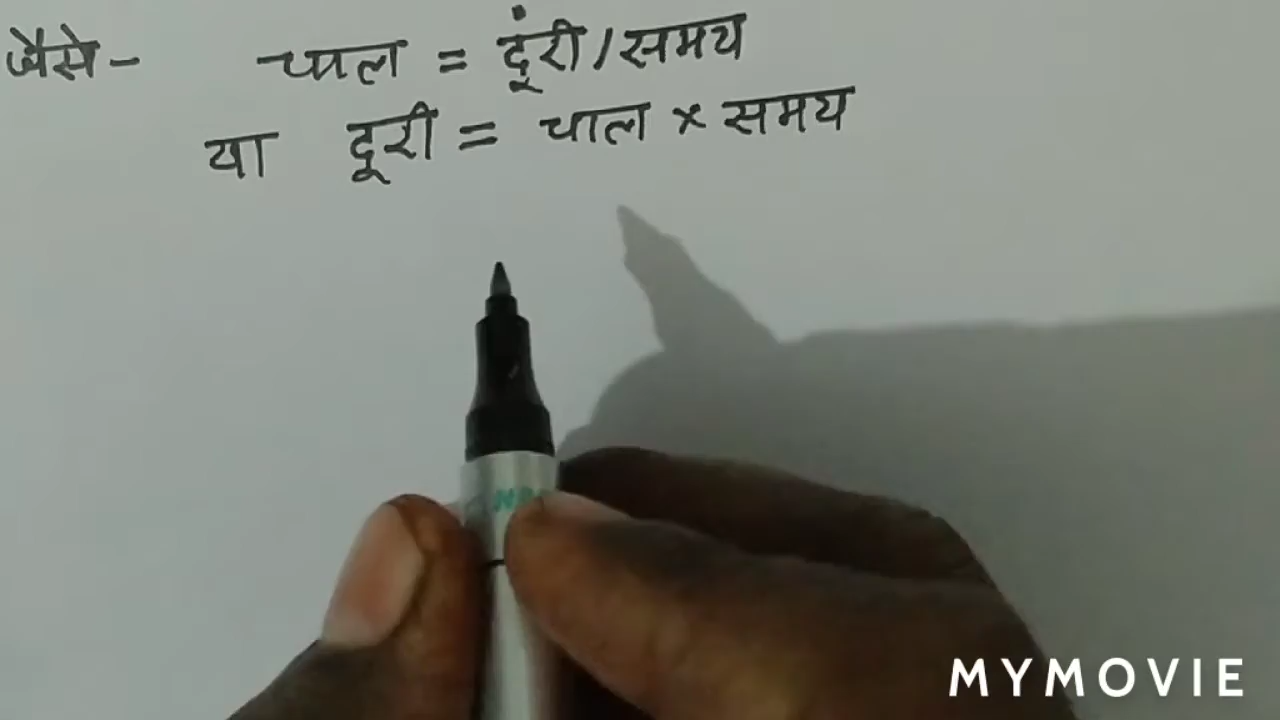 जैसे- चाल = दूंरी/समय
या दूरी = चाल × समय
MYMOVIE